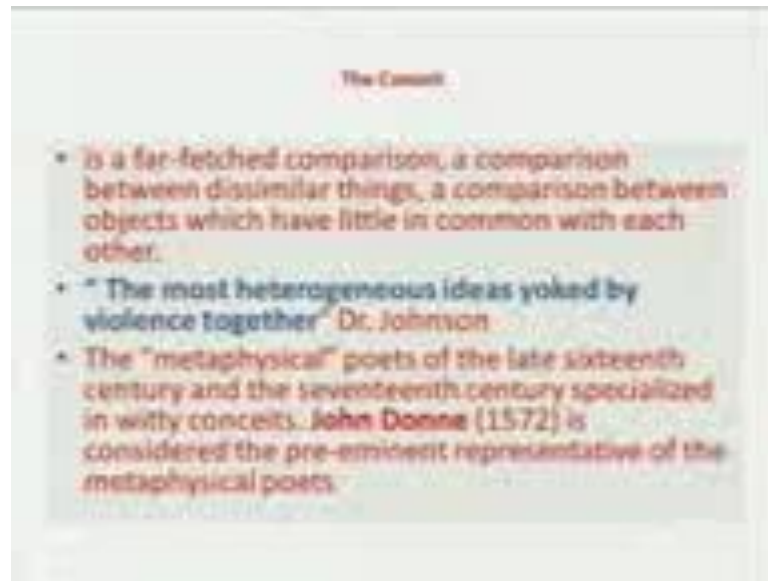 The Conceit
• is a far-fetched comparison, a comparison
between dissimilar things, a comparison between
objects which have little in common with each
other.
• " The most heterogeneous ideas yoked by
violence together" Dr. Johnson
• The "metaphysical" poets of the late sixteenth
century and the seventeenth century specialized
in witty conceits. John Donne (1572) is
considered the pre-eminent representative of the
metaphysical poets